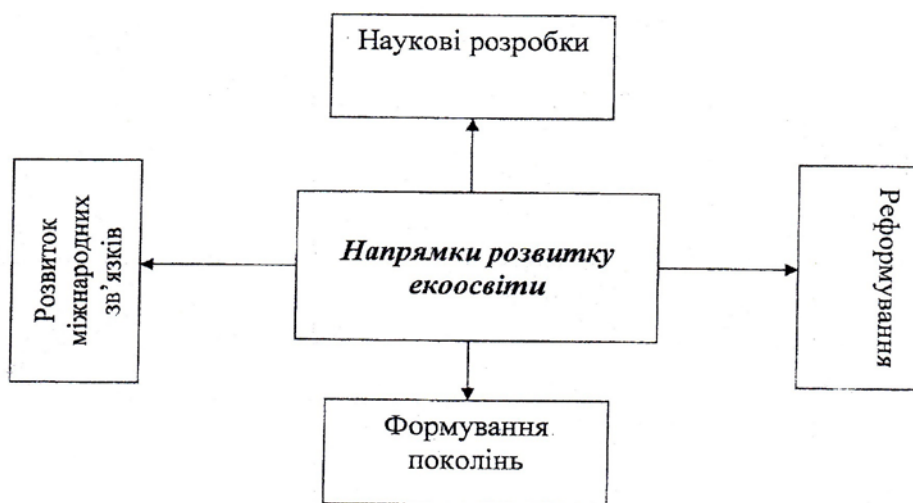 Наукові розробки
Розвиток
міжнародних
зв’язків
Напрямки розвитку
екоосвіти
Реформування
Формування
поколінь